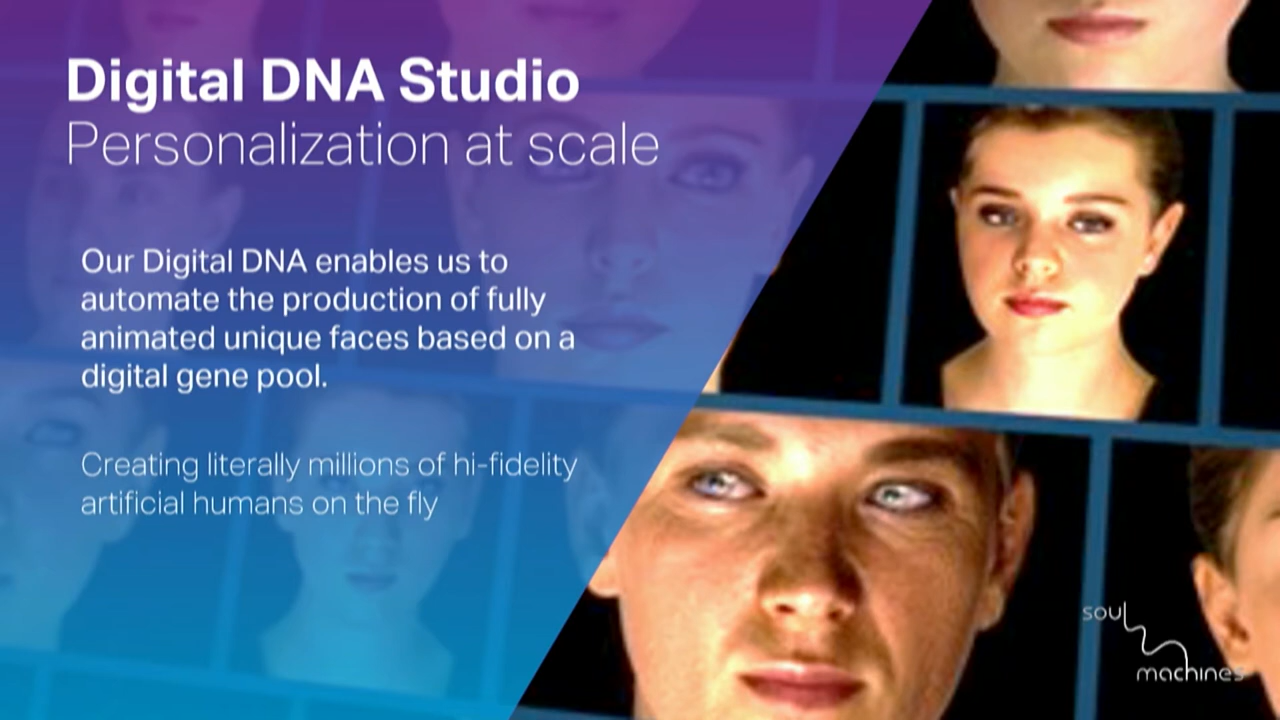 Digital DNA Studio
Personalization at scale
Our Digital DNA enables us to
automate the production of fully
animated unique faces based on a
digital gene pool.
Creating literally millions of hi-fidelity
artificial humans on the fly
soul
machines